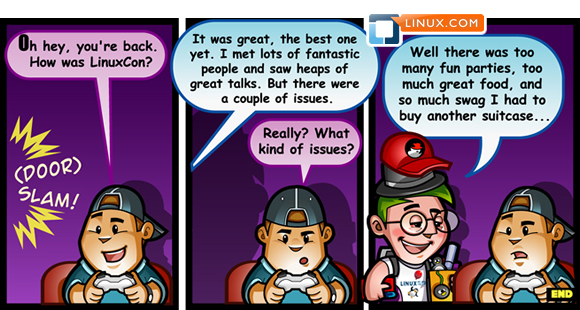 Oh hey, you're back.
How was LinuxCon?
(DOOR)
SLAM!
It was great, the best one
yet. I met lots of fantastic
people and saw heaps of
great talks. But there were
a couple of issues.
Really? What
kind of issues?
LINUX.COM
Well there was too
many fun parties, too
much great food, and
so much swag I had to
buy another suitcase...
LINUX
END